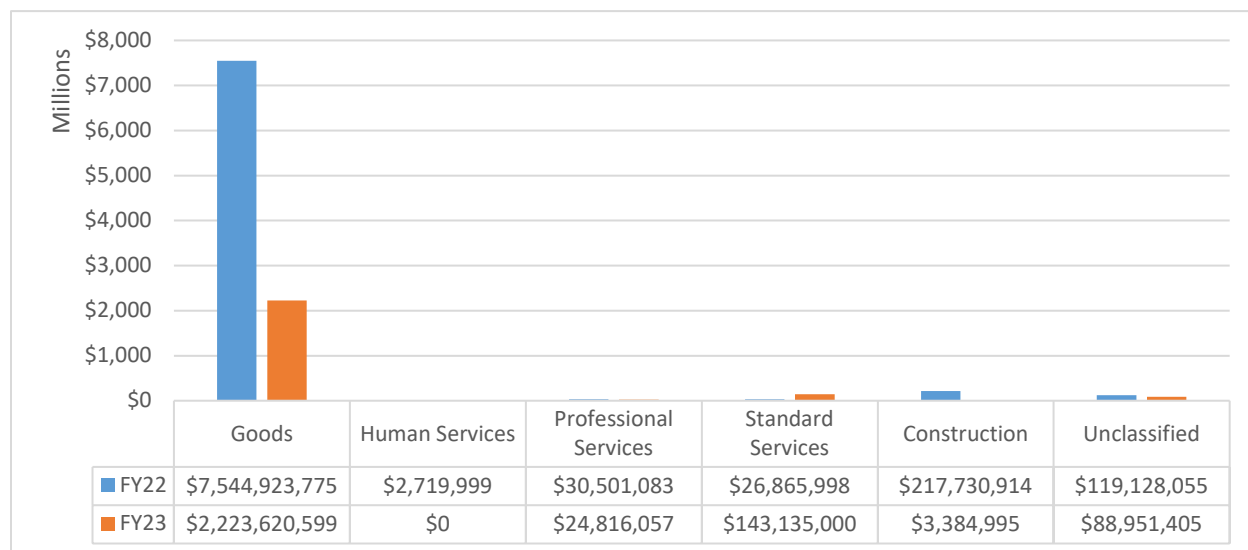 Millions
$8,000
$7,000
$6,000
$5,000
$4,000
$3,000
$2,000
$1,000
$0
Goods Human Services Professional Services Standard Services Construction Unclassified
FY22 $7,544,923,775 $2,719,999 $30,501,083 $26,865,998 $217,730,914 $119,128,055
FY23 $2,223,620,599 $0 $24,816,057 $143,135,000 $3,384,995 $88,951,405